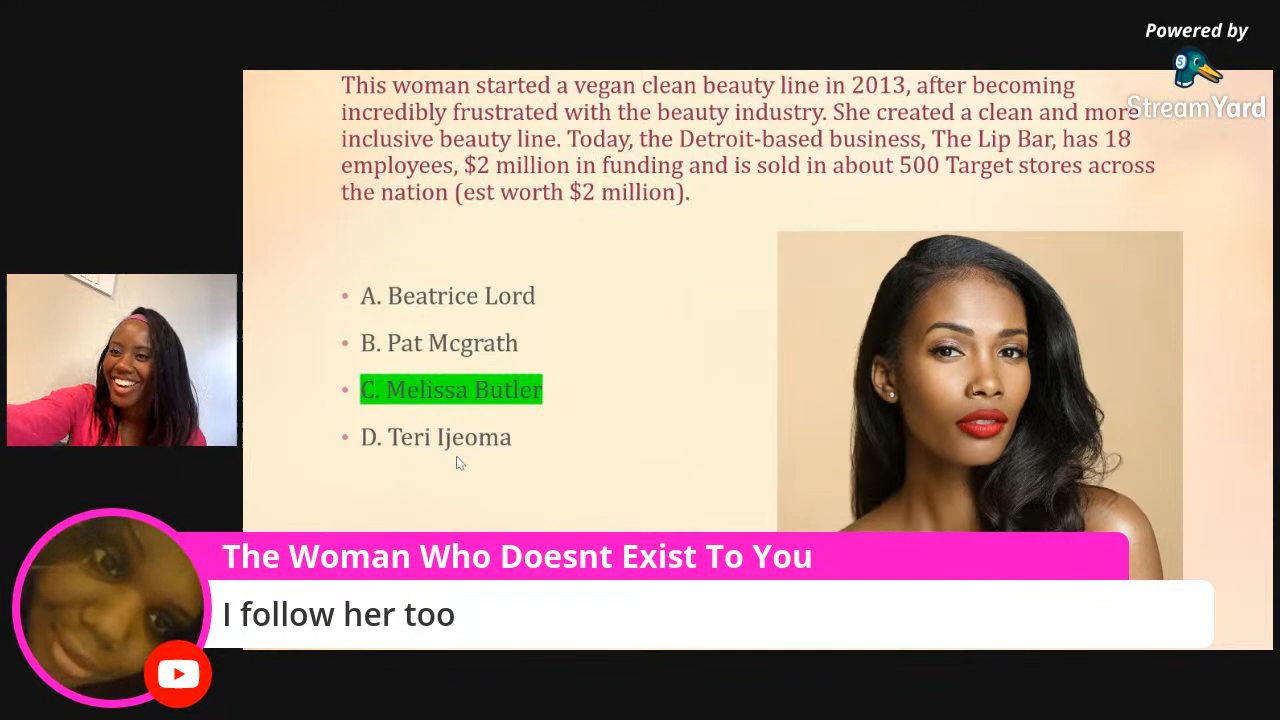 Powered by
StreamYard
This woman started a vegan clean beauty line in 2013, after becoming
incredibly frustrated with the beauty industry. She created a clean and more
inclusive beauty line. Today, the Detroit-based business, The Lip Bar, has 18
employees, $2 million in funding and is sold in about 500 Target stores across
the nation (est worth $2 million).
• A. Beatrice Lord
• B. Pat Mcgrath
• C. Melissa Butler
• D. Teri Ijeoma
The Woman Who Doesnt Exist To You
I follow her too